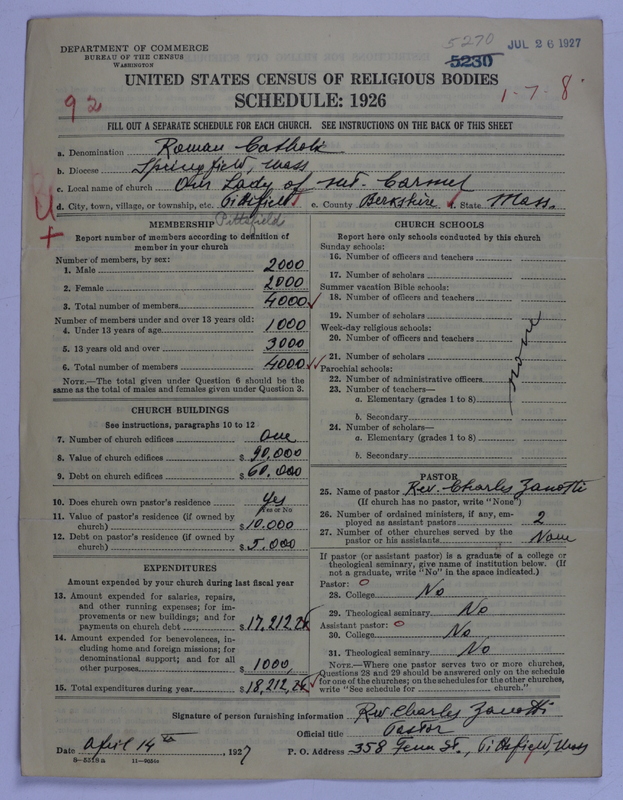 DEPARTMENT OF COMMERCE
BUREAU OF THE CENSUS
WASHINGTON
5270
5230
JUL 26 1927
UNITED STATES CENSUS OF RELIGIOUS BODIES
SCHEDULE: 1926
92
1-7-8
FILL OUT A SEPARATE SCHEDULE FOR EACH CHURCH. SEE INSTRUCTIONS ON THE BACK OF THIS SHEET
a. Denomination Roman Catholic
b. Diocese Springfield, Mass
c. Local name of church Our Lady of Mt. Carmel
d. City, town, village, or township, etc. Pittsfield e. County Berkshire f. State Mass.
Pittsfield
MEMBERSHIP
Report number of members according to definition of member in your church
Number of members, by sex:
1. Male 2000
2. Female 2000
3. Total number of members 4000
Number of members under and over 13 years old:
4. Under 13 years of age 1000
5. 13 years old and over 3000
6. Total number of members 4000
NOTE.—The total given under Question 6 should be the same as the total of males and females given under Question 3.
CHURCH BUILDINGS
See instructions, paragraphs 10 to 12
7. Number of church edifices One
8. Value of church edifices $ 90,000
9. Debt on church edifices $ 60,000
10. Does church own pastor's residence Yes
Yes or No
11. Value of pastor's residence (if owned by church) $ 10.000
12. Debt on pastor's residence (if owned by church) $ 5.000
EXPENDITURES
Amount expended by your church during last fiscal year
13. Amount expended for salaries, repairs, and other running expenses; for improvements or new buildings; and for payments on church debt $ 17,212
14. Amount expended for benevolences, including home and foreign missions; for denominational support; and for all other purposes $ 1000,
15. Total expenditures during year $ 18,212,
CHURCH SCHOOLS
Report here only schools conducted by this church
Sunday schools:
16. Number of officers and teachers
17. Number of scholars
Summer vacation Bible schools:
18. Number of officers and teachers
19. Number of scholars
Week-day religious schools:
20. Number of officers and teachers
21. Number of scholars
Parochial schools:
22. Number of administrative officers
23. Number of teachers—
a. Elementary (grades 1 to 8)
b. Secondary
24. Number of scholars—
a. Elementary (grades 1 to 8)
b. Secondary
none
PASTOR
25. Name of pastor Rev. Charles Zanotti
(If church has no pastor, write "None")
26. Number of ordained ministers, if any, employed as assistant pastors 2
27. Number of other churches served by the pastor or his assistants None
If pastor (or assistant pastor) is a graduate of a college or theological seminary, give name of institution below. (If not a graduate, write "No" in the space indicated.)
Pastor: o
28. College No
29. Theological seminary No
Assistant pastor: o
30. College No
31. Theological seminary No
NOTE.—Where one pastor serves two or more churches, Questions 28 and 29 should be answered only on the schedule for one of the churches; on the schedules for the other churches, write "See schedule for church."
Signature of person furnishing information Rev Charles Zanotti
Official title Pastor
Date April 14th, 1927
P. O. Address 358 Fenn St., Pittsfield, Mass
8-5518a 11-9054